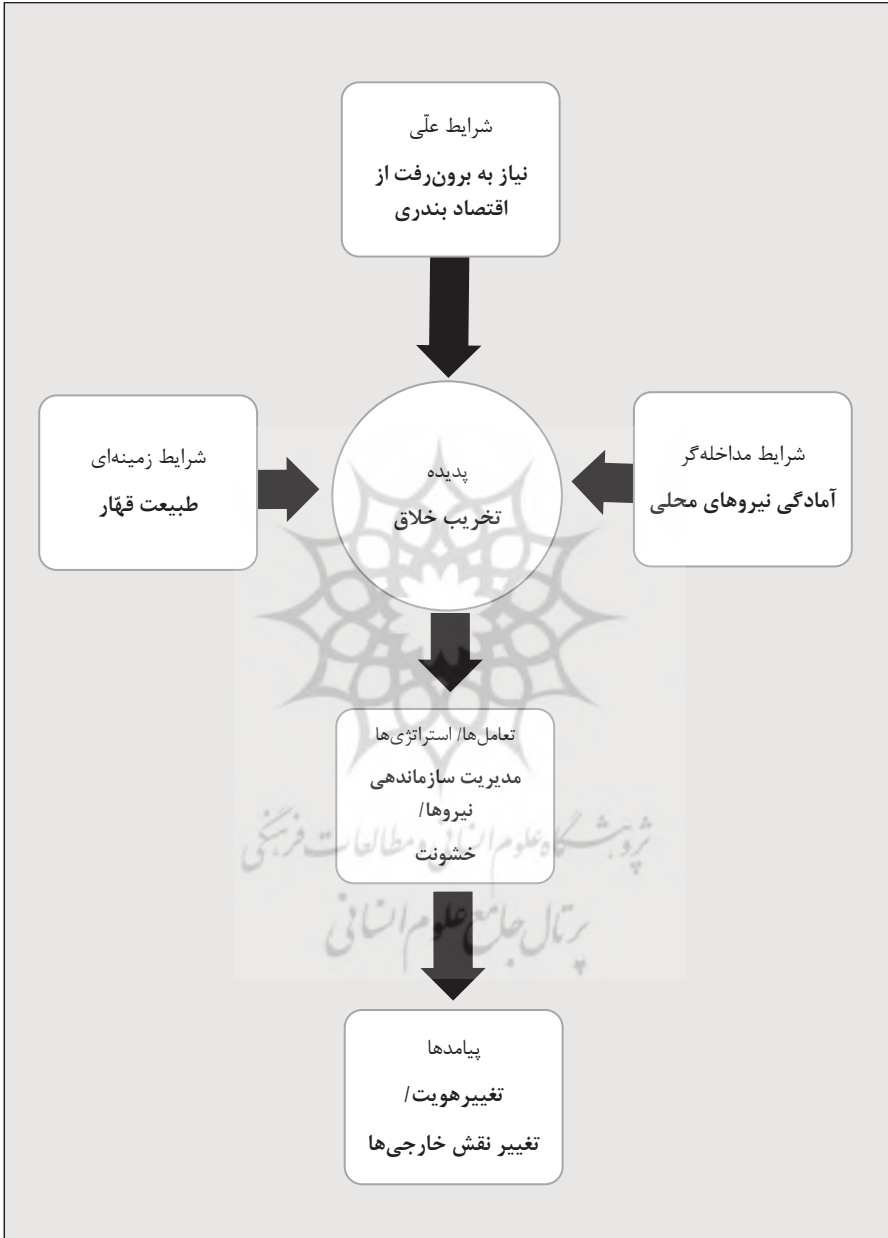 شرایط علّی
نیاز به برون‌رفت از
اقتصاد بندری
شرایط مداخله‌گر
آمادگی نیروهای محلی
پدیده
تخریب خلاق
شرایط زمینه‌ای
طبیعت قهّار
تعامل‌ها/ استراتژی‌ها
مدیریت سازماندهی
نیروها/
خشونت
پژوهشگاه علوم انسانی و مطالعات فرهنگی
پرتال جامع علوم انسانی
پیامدها
تغییرهویت/
تغییر نقش خارجی‌ها